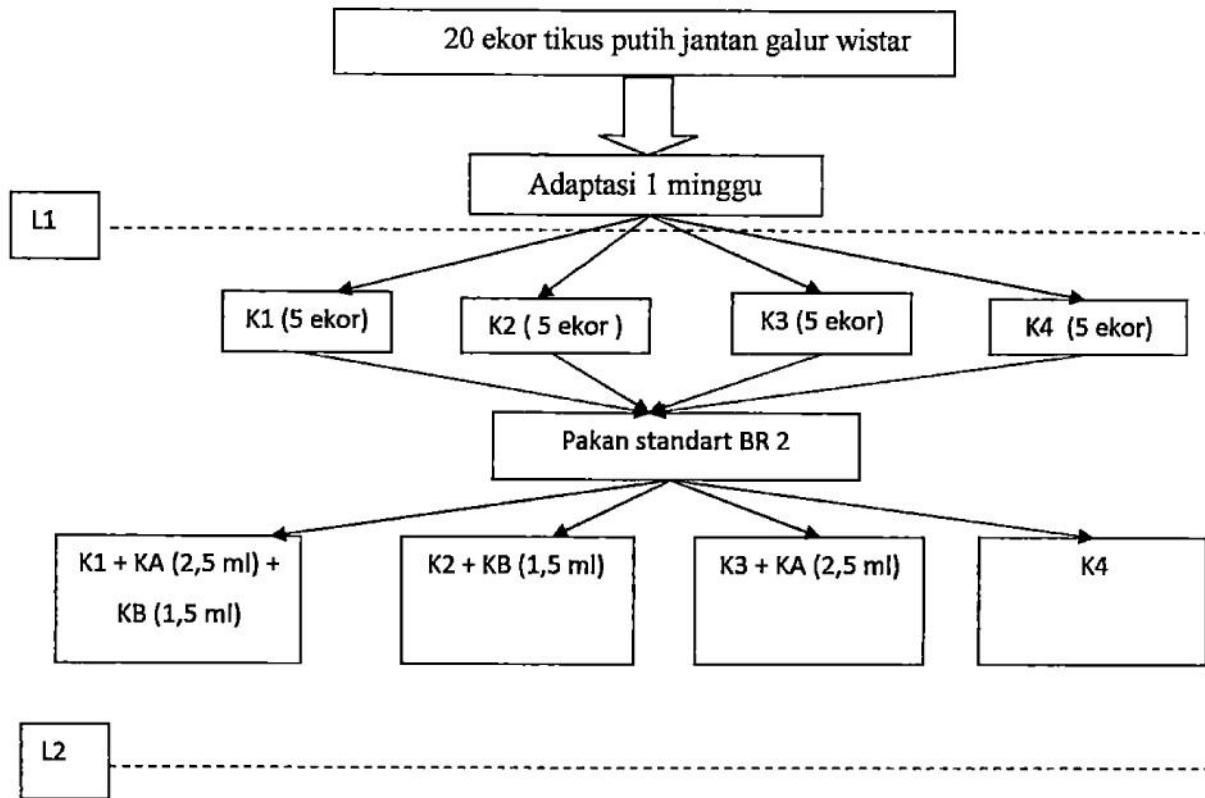 20 ekor tikus putih jantan galur wistar
Adaptasi 1 minggu
L1
K1 (5 ekor)
K2 ( 5 ekor )
K3 (5 ekor)
K4 (5 ekor)
Pakan standart BR 2
K1 + KA (2,5 ml) +
KB (1,5 ml)
K2 + KB (1,5 ml)
K3 + KA (2,5 ml)
K4
L2